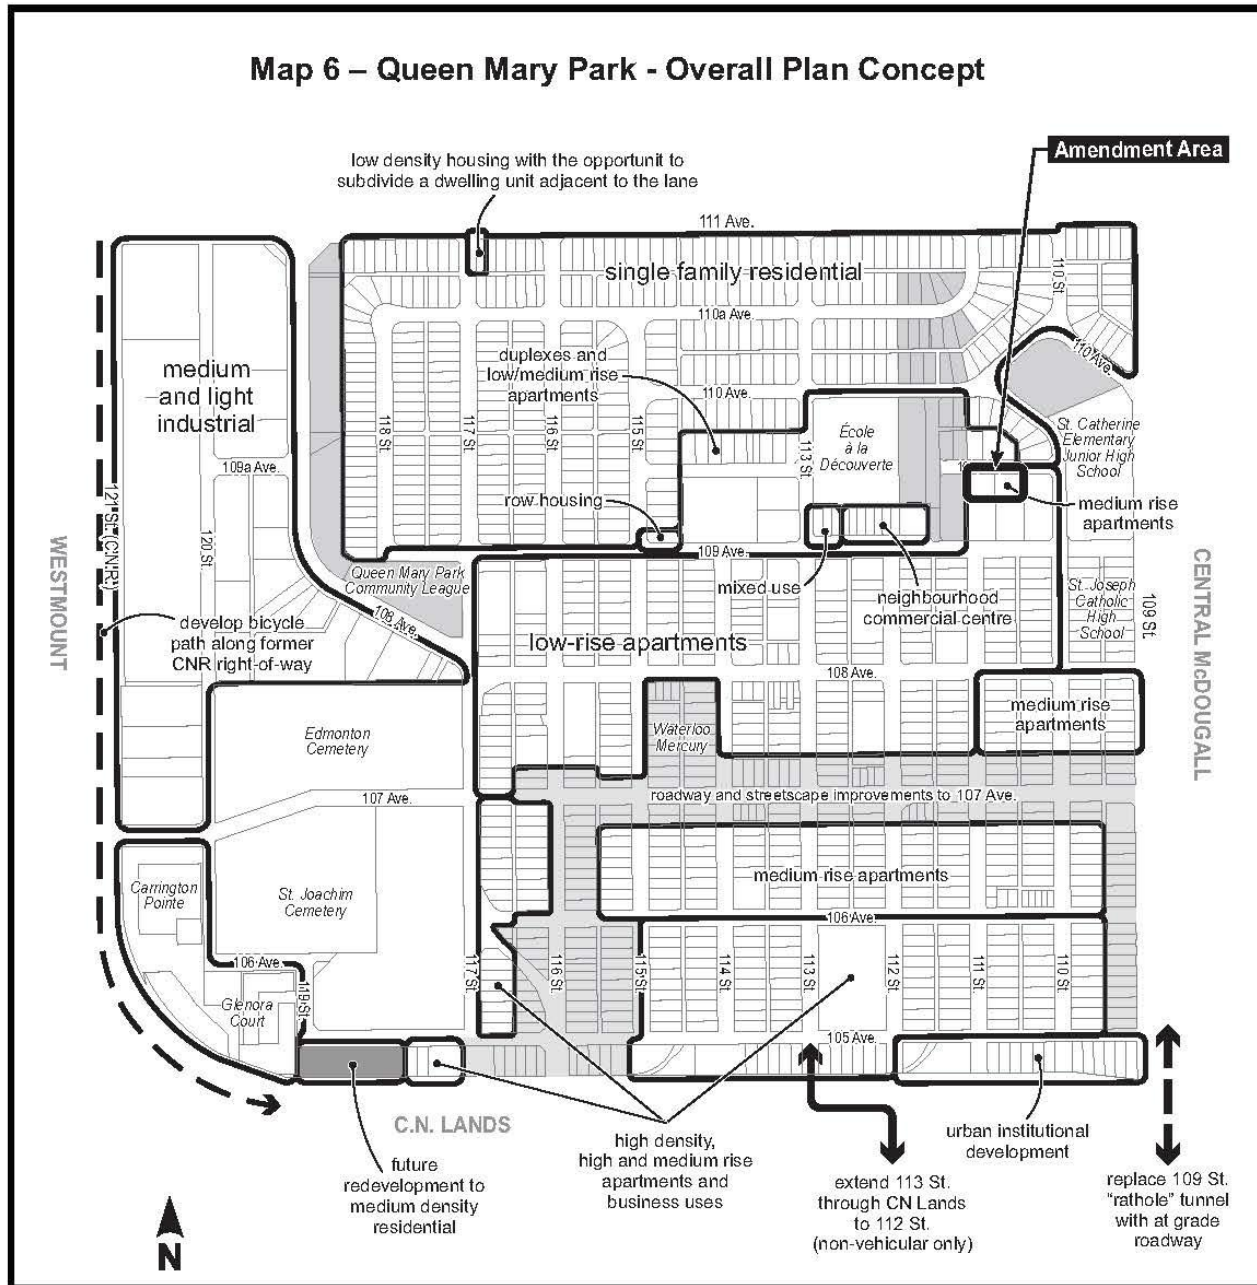 Map 6 – Queen Mary Park - Overall Plan Concept
Amendment Area
low density housing with the opportunit to
subdivide a dwelling unit adjacent to the lane
111 Ave.
single family residential
110 St.
110a Ave.
110 Ave.
medium
and light
industrial
duplexes and
low/medium rise
apartments
110 Ave.
118 St.
117 St.
116 St.
115 St.
113 St.
École
à la
Découverte
St. Catherine
Elementary
Junior High
School
109a Ave.
row housing
medium rise
apartments
121 St. (C.N.R.)
120 St.
109 Ave.
WESTMOUNT
Queen Mary Park
Community League
108 Ave.
mixed use
neighbourhood
commercial centre
St. Joseph
Catholic
High
School
109 St.
CENTRAL McDOUGALL
develop bicycle
path along former
CNR right-of-way
low-rise apartments
108 Ave.
Edmonton
Cemetery
Waterloo
Mercury
medium rise
apartments
107 Ave.
roadway and streetscape improvements to 107 Ave.
Carrington
Pointe
St. Joachim
Cemetery
medium rise apartments
106 Ave.
106 Ave.
119 St.
Glenora
Court
117 St.
116 St.
115 St.
114 St.
113 St.
112 St.
111 St.
110 St.
105 Ave.
C.N. LANDS
future
redevelopment to
medium density
residential
high density,
high and medium rise
apartments and
business uses
extend 113 St.
through CN Lands
to 112 St.
(non-vehicular only)
urban institutional
development
replace 109 St.
"rathole" tunnel
with at grade
roadway
N